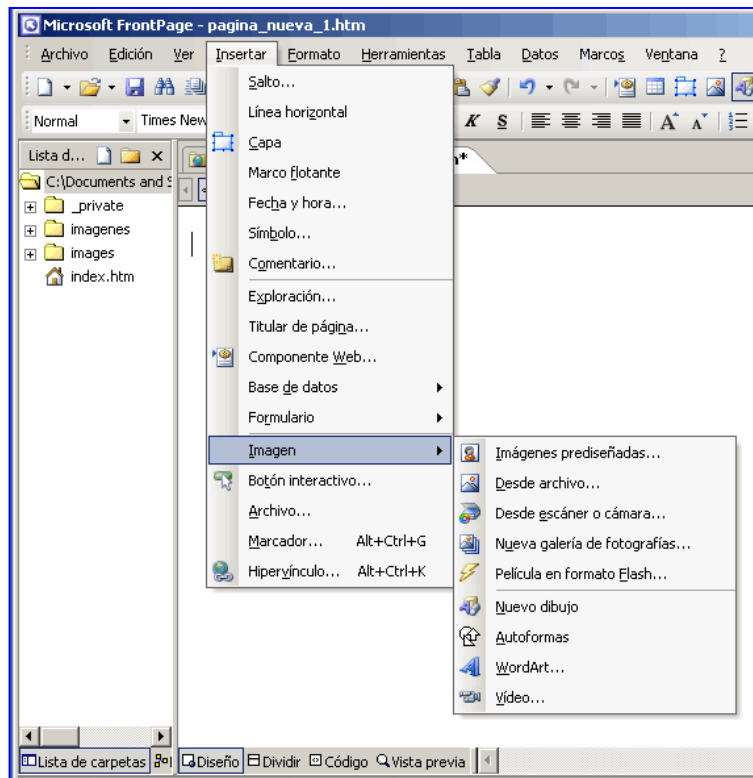 Microsoft FrontPage - pagina_nueva_1.htm
Archivo Edición Ver Insertar Formato Herramientas Tabla Datos Marcos Ventana ?
Normal Times New K S A A
Lista d...
C:\Documents and S
_private
imagenes
images
index.htm
Salto...
Línea horizontal
Capa
Marco flotante
Fecha y hora...
Símbolo...
Comentario...
Exploración...
Titular de página...
Componente Web...
Base de datos
Formulario
Imagen
Botón interactivo...
Archivo...
Marcador... Alt+Ctrl+G
Hipervínculo... Alt+Ctrl+K
Imágenes prediseñadas...
Desde archivo...
Desde escáner o cámara...
Nueva galería de fotografías...
Película en formato Flash...
Nuevo dibujo
Autoformas
WordArt...
Vídeo...
Lista de carpetas Diseño Dividir Código Vista previa